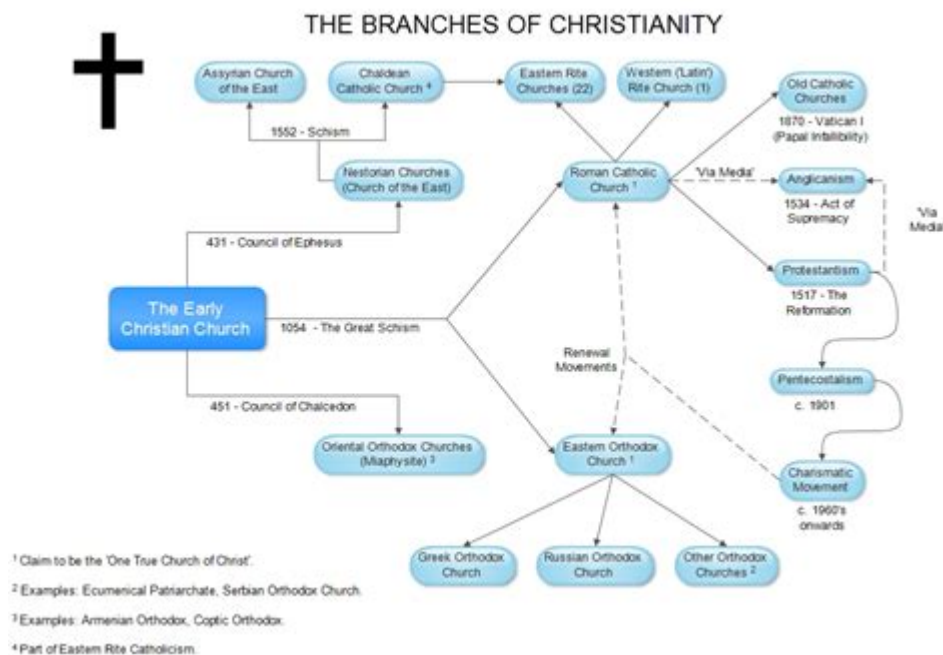 THE BRANCHES OF CHRISTIANITY
Assyrian Church
of the East
Chaldean
Catholic Church 4
Eastern Rite
Churches (22)
Western ('Latin')
Rite Church (1)
Old Catholic
Churches
1870 - Vatican I
(Papal Infallibility)
1552 - Schism
Nestorian Churches
(Church of the East)
Roman Catholic
Church 1
'Via Media'
Anglicanism
1534 - Act of
Supremacy
'Via
Media'
431 - Council of Ephesus
Protestantism
1517 - The
Reformation
The Early
Christian Church
1054 - The Great Schism
Renewal
Movements
Pentecostalism
c. 1901
451 - Council of Chalcedon
Oriental Orthodox Churches
(Miaphysite) 3
Eastern Orthodox
Church 1
Charismatic
Movement
c. 1960's
onwards
Greek Orthodox
Church
Russian Orthodox
Church
Other Orthodox
Churches 2
1 Claim to be the 'One True Church of Christ'.
2 Examples: Ecumenical Patriarchate, Serbian Orthodox Church.
3 Examples: Armenian Orthodox, Coptic Orthodox.
4 Part of Eastern Rite Catholicism.